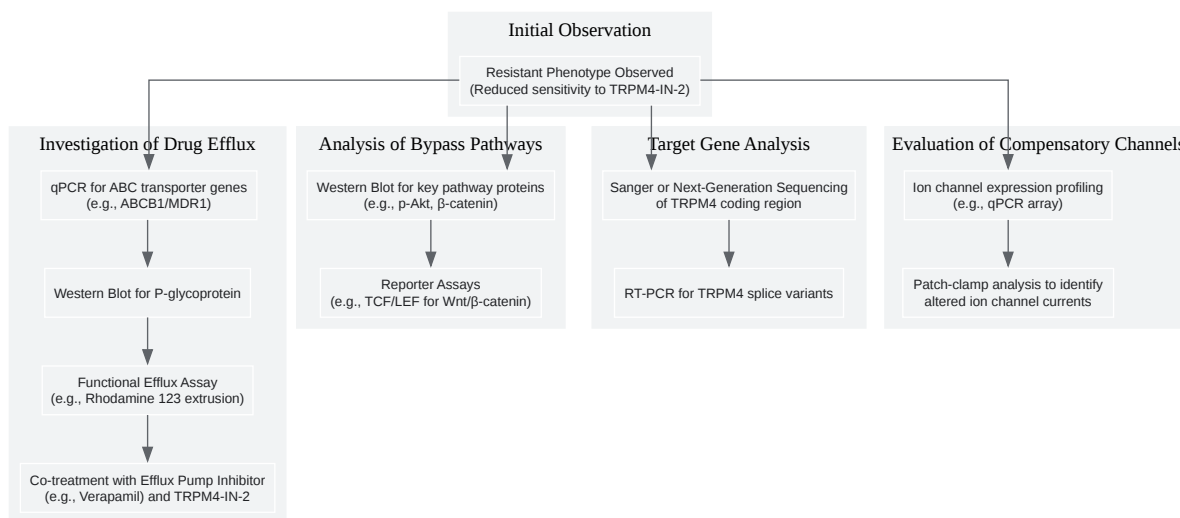 Initial Observation
Resistant Phenotype Observed
(Reduced sensitivity to TRPM4-IN-2)
Investigation of Drug Efflux
qPCR for ABC transporter genes
(e.g., ABCB1/MDR1)
Western Blot for P-glycoprotein
Functional Efflux Assay
(e.g., Rhodamine 123 extrusion)
Co-treatment with Efflux Pump Inhibitor
(e.g., Verapamil) and TRPM4-IN-2
Analysis of Bypass Pathways
Western Blot for key pathway proteins
(e.g., p-Akt, β-catenin)
Reporter Assays
(e.g., TCF/LEF for Wnt/β-catenin)
Target Gene Analysis
Sanger or Next-Generation Sequencing
of TRPM4 coding region
RT-PCR for TRPM4 splice variants
Evaluation of Compensatory Channels
Ion channel expression profiling
(e.g., qPCR array)
Patch-clamp analysis to identify
altered ion channel currents